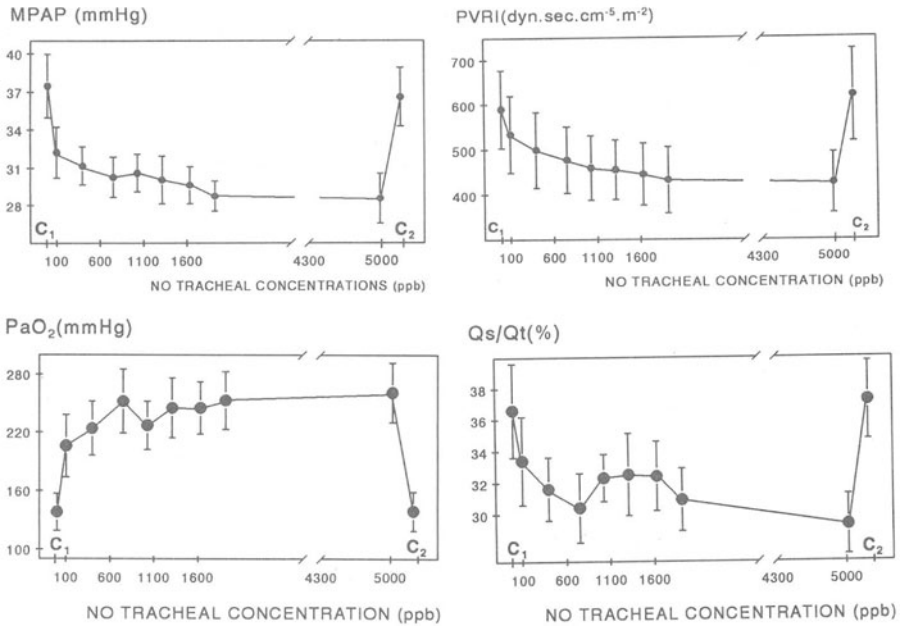 MPAP (mmHg)
40
37
34
31
28
C₁
C₂
100 600 1100 1600 4300 5000
NO TRACHEAL CONCENTRATIONS (ppb)
PVRI(dyn.sec.cm⁻⁵.m⁻²)
700
600
500
400
C₁
C₂
100 600 1100 1600 4300 5000
NO TRACHEAL CONCENTRATION (ppb)
PaO₂(mmHg)
280
220
160
100
C₁
C₂
100 600 1100 1600 4300 5000
NO TRACHEAL CONCENTRATION (ppb)
Qs/Qt(%)
38
36
34
32
30
C₁
C₂
100 600 1100 1600 4300 5000
NO TRACHEAL CONCENTRATION (ppb)